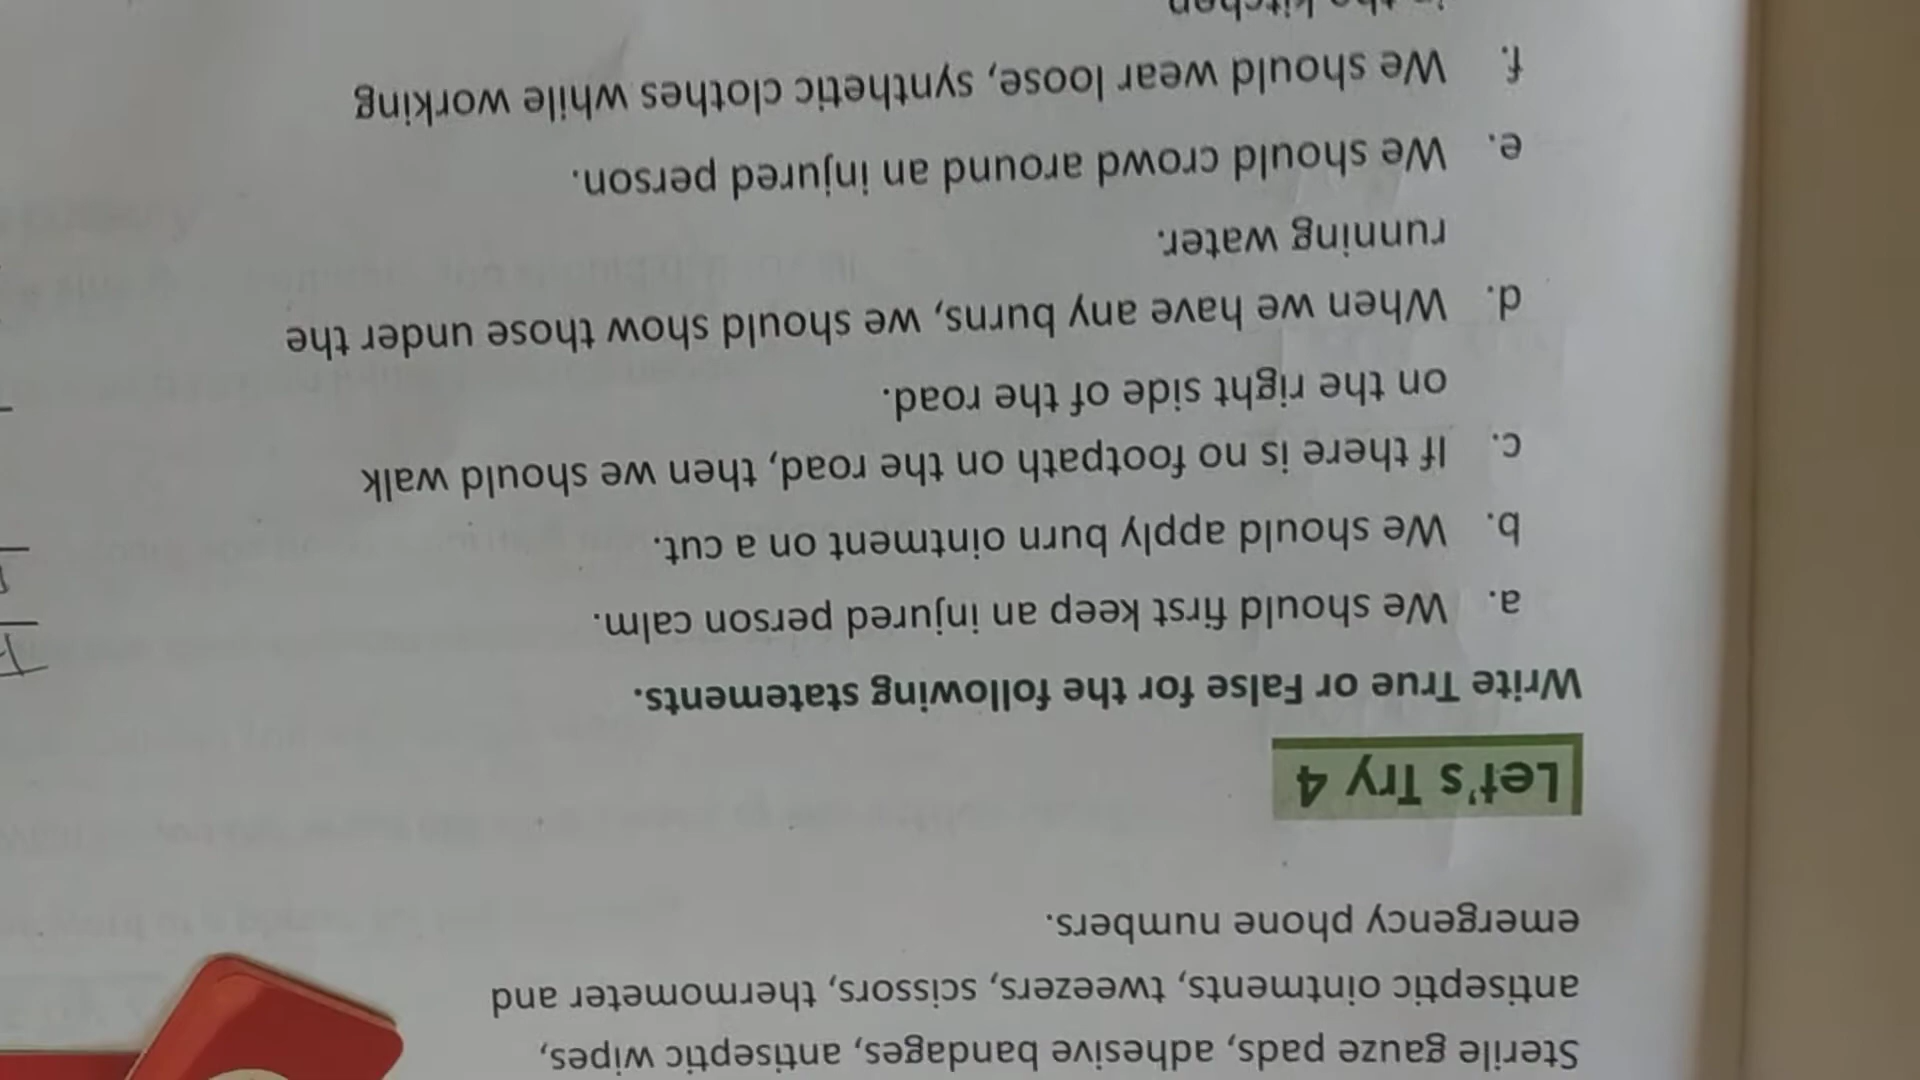 Sterile gauze pads, adhesive bandages, antiseptic wipes,
antiseptic ointments, tweezers, scissors, thermometer and
emergency phone numbers.
Let's Try 4
Write True or False for the following statements.
a. We should first keep an injured person calm.
b. We should apply burn ointment on a cut.
c. If there is no footpath on the road, then we should walk
on the right side of the road.
d. When we have any burns, we should show those under the
running water.
e. We should crowd around an injured person.
f. We should wear loose, synthetic clothes while working
in the kitchen